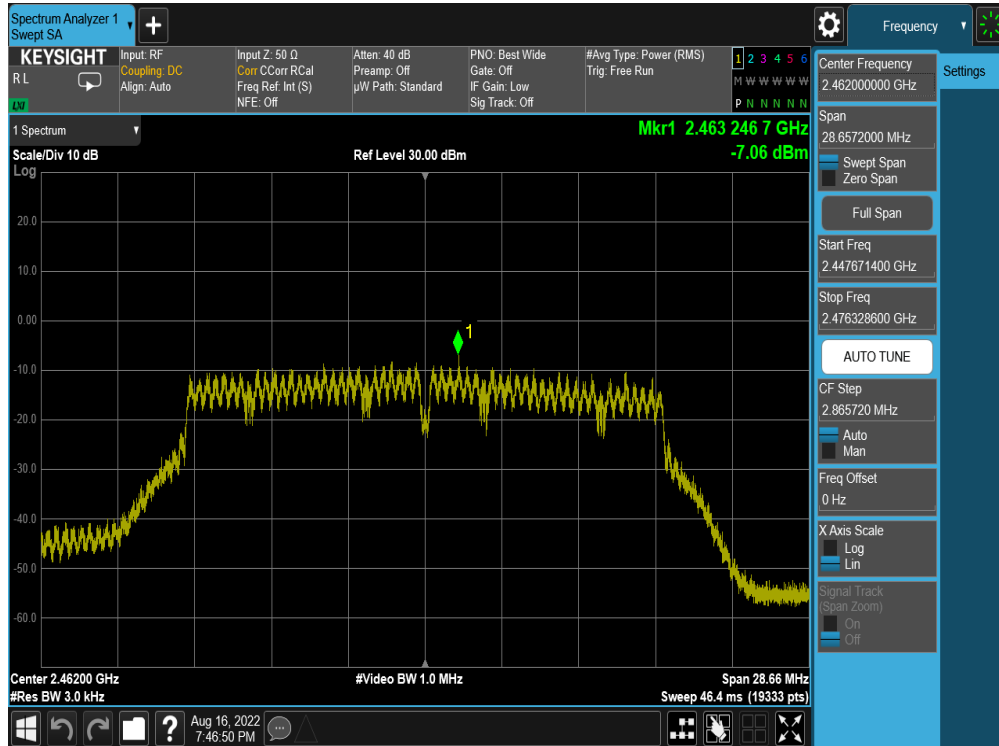 Spectrum Analyzer 1
Swept SA
+
Frequency
KEYSIGHT
R L
LXI
Input: RF
Coupling: DC
Align: Auto
Input Z: 50 Ω
Corr CCorr RCal
Freq Ref: Int (S)
NFE: Off
Atten: 40 dB
Preamp: Off
µW Path: Standard
PNO: Best Wide
Gate: Off
IF Gain: Low
Sig Track: Off
#Avg Type: Power (RMS)
Trig: Free Run
1 2 3 4 5 6
M W W W W W
P N N N N N
Center Frequency
2.462000000 GHz
Settings
Span
28.6572000 MHz
Swept Span
Zero Span
Full Span
Start Freq
2.447671400 GHz
Stop Freq
2.476328600 GHz
AUTO TUNE
CF Step
2.865720 MHz
Auto
Man
Freq Offset
0 Hz
X Axis Scale
Log
Lin
Signal Track
(Span Zoom)
On
Off
1 Spectrum
Scale/Div 10 dB
Ref Level 30.00 dBm
Mkr1 2.463 246 7 GHz
-7.06 dBm
Log
20.0
10.0
0.00
1
-10.0
-20.0
-30.0
-40.0
-50.0
-60.0
Center 2.46200 GHz
#Video BW 1.0 MHz
Span 28.66 MHz
#Res BW 3.0 kHz
Sweep 46.4 ms (19333 pts)
?
Aug 16, 2022
7:46:50 PM